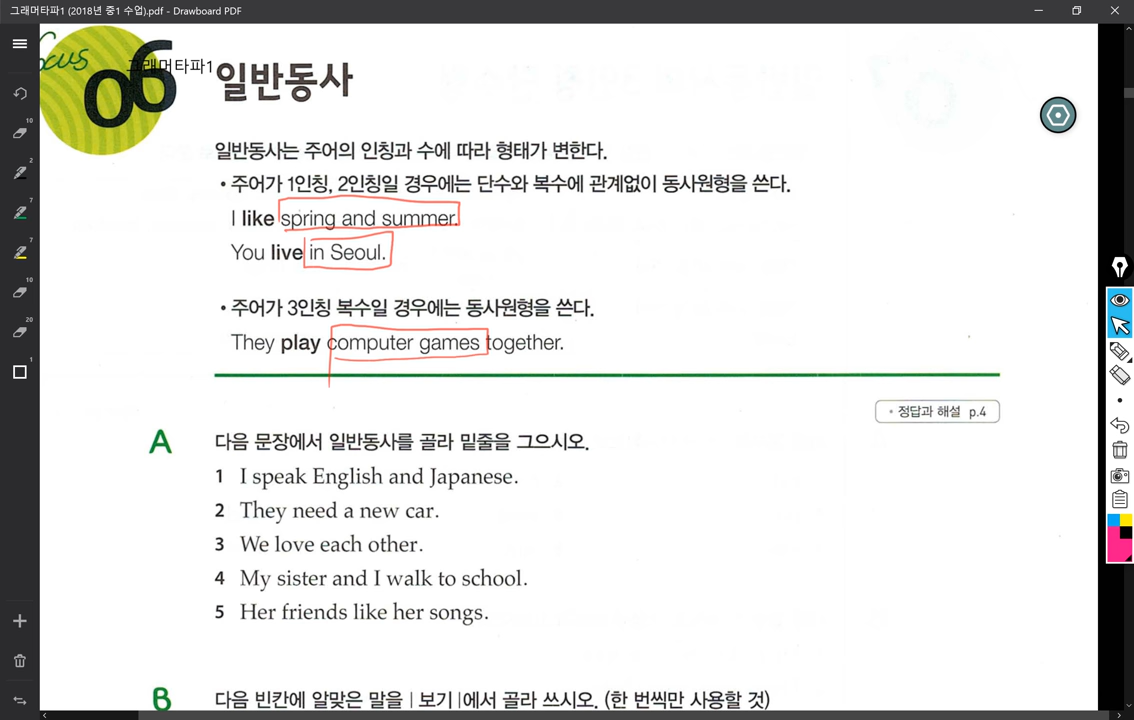 그래머타파1 (2018년 중1 수업).pdf - Drawboard PDF
focus
06
그래머타파1
일반동사
일반동사는 주어의 인칭과 수에 따라 형태가 변한다.
• 주어가 1인칭, 2인칭일 경우에는 단수와 복수에 관계없이 동사원형을 쓴다.
I like spring and summer.
You live in Seoul.
• 주어가 3인칭 복수일 경우에는 동사원형을 쓴다.
They play computer games together.
• 정답과 해설 p.4
A 다음 문장에서 일반동사를 골라 밑줄을 그으시오.
1 I speak English and Japanese.
2 They need a new car.
3 We love each other.
4 My sister and I walk to school.
5 Her friends like her songs.
B 다음 빈칸에 알맞은 말을 | 보기 |에서 골라 쓰시오. (한 번씩만 사용할 것)
10
2
7
7
10
20
1